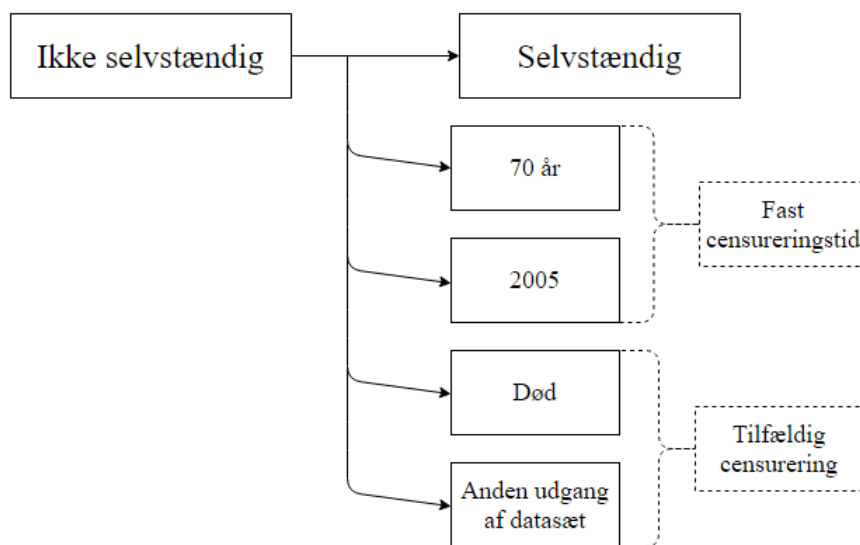 Ikke selvstændig
Selvstændig
70 år
Fast
censureringstid
2005
Død
Tilfældig
censurering
Anden udgang
af datasæt